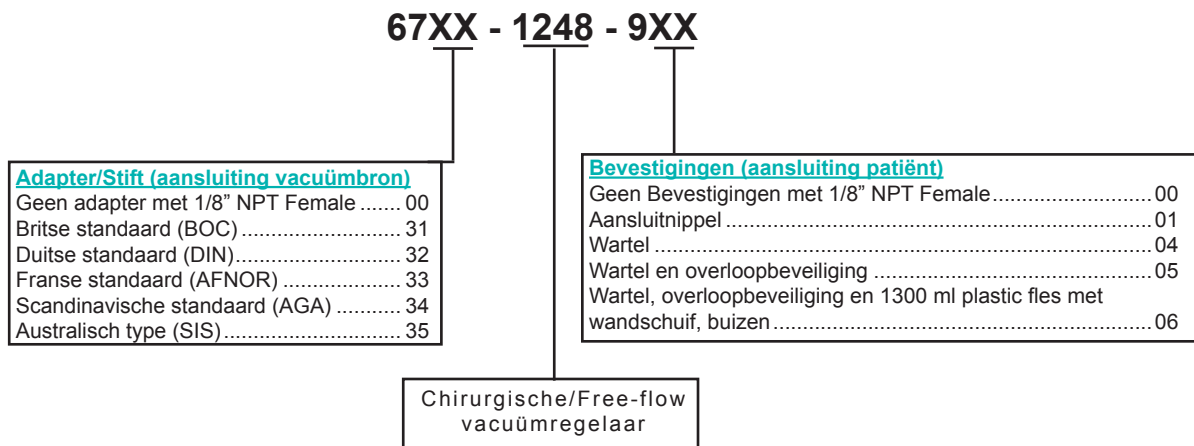 67XX - 1248 - 9XX
Adapter/Stift (aansluiting vacuümbron)
Geen adapter met 1/8” NPT Female ....... 00
Britse standaard (BOC) ............................ 31
Duitse standaard (DIN)............................. 32
Franse standaard (AFNOR) ..................... 33
Scandinavische standaard (AGA) ........... 34
Australisch type (SIS)............................... 35
Bevestigingen (aansluiting patiënt)
Geen Bevestigingen met 1/8” NPT Female............................ 00
Aansluitnippel........................................................................... 01
Wartel....................................................................................... 04
Wartel en overloopbeveiliging .................................................. 05
Wartel, overloopbeveiliging en 1300 ml plastic fles met
wandschuif, buizen................................................................... 06
Chirurgische/Free-flow
vacuümregelaar